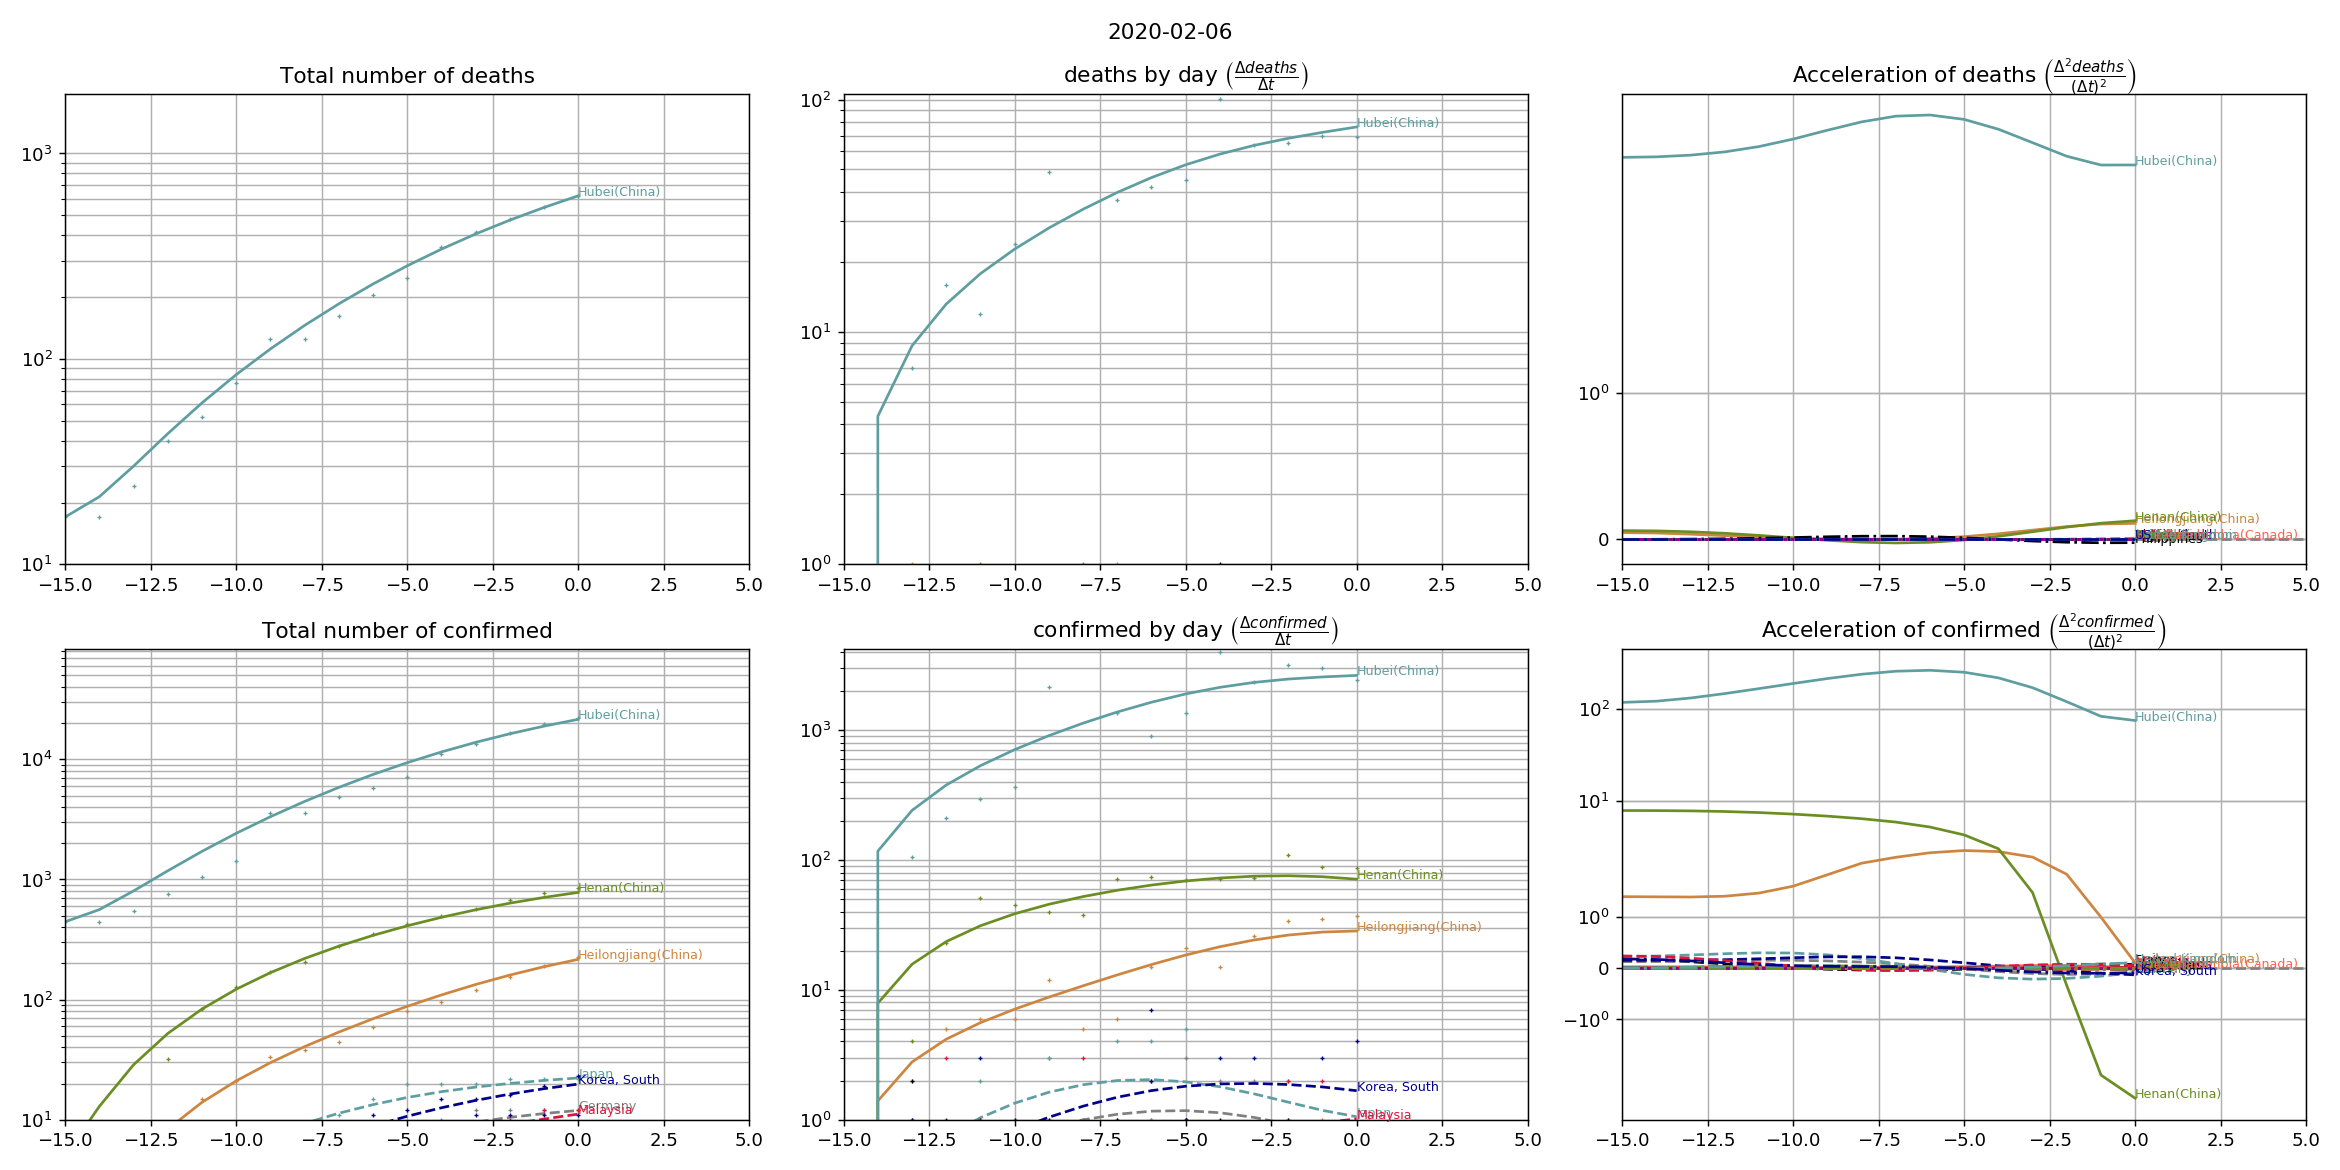 2020-02-06
Total number of deaths
10³
10²
10¹
−15.0 −12.5 −10.0 −7.5 −5.0 −2.5 0.0 2.5 5.0
Hubei(China)
deaths by day (Δdeaths/Δt)
10²
10¹
10⁰
−15.0 −12.5 −10.0 −7.5 −5.0 −2.5 0.0 2.5 5.0
Hubei(China)
Acceleration of deaths (Δ²deaths/(Δt)²)
10⁰
0
−15.0 −12.5 −10.0 −7.5 −5.0 −2.5 0.0 2.5 5.0
Hubei(China)
Henan(China)
Heilongjiang(China)
(Canada)
Philippines
Total number of confirmed
10⁴
10³
10²
10¹
−15.0 −12.5 −10.0 −7.5 −5.0 −2.5 0.0 2.5 5.0
Hubei(China)
Henan(China)
Heilongjiang(China)
Japan
Korea, South
Germany
Malaysia
confirmed by day (Δconfirmed/Δt)
10³
10²
10¹
10⁰
−15.0 −12.5 −10.0 −7.5 −5.0 −2.5 0.0 2.5 5.0
Hubei(China)
Henan(China)
Heilongjiang(China)
Korea, South
Japan
Malaysia
Acceleration of confirmed (Δ²confirmed/(Δt)²)
10²
10¹
10⁰
0
−10⁰
−15.0 −12.5 −10.0 −7.5 −5.0 −2.5 0.0 2.5 5.0
Hubei(China)
(Canada)
Korea, South
Henan(China)